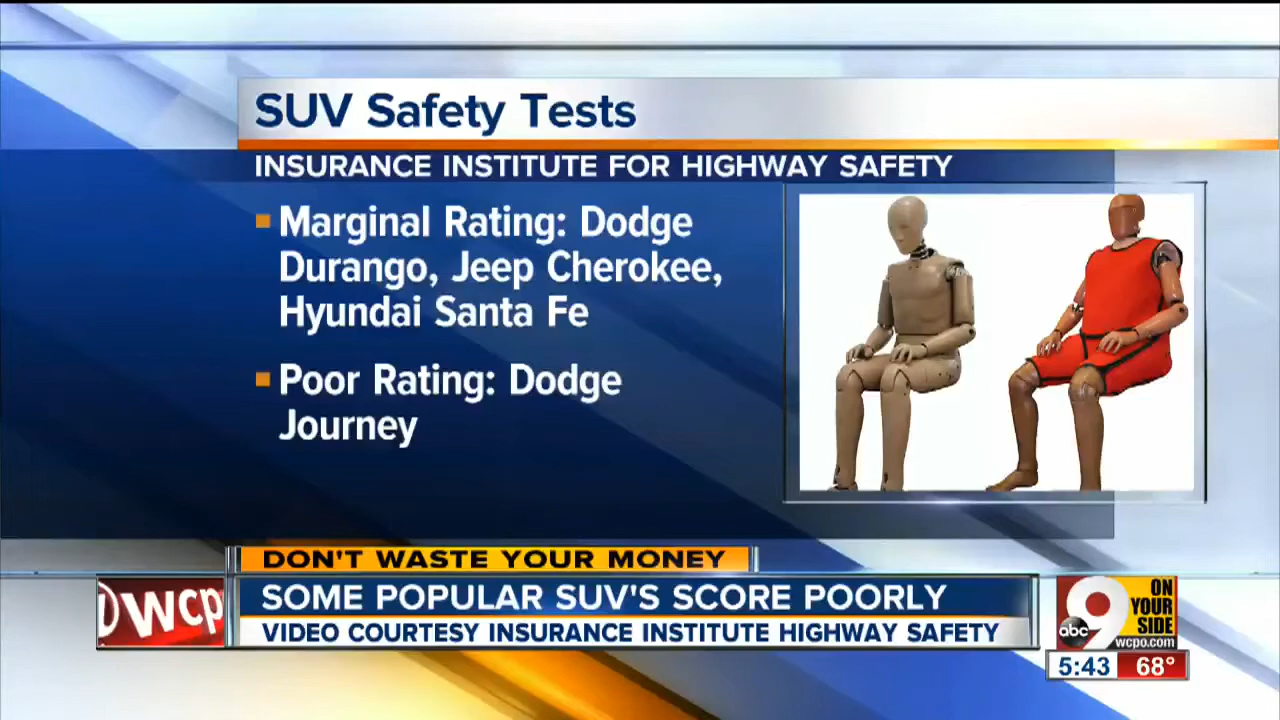 SUV Safety Tests
INSURANCE INSTITUTE FOR HIGHWAY SAFETY
Marginal Rating: Dodge
Durango, Jeep Cherokee,
Hyundai Santa Fe
Poor Rating: Dodge
Journey
DON'T WASTE YOUR MONEY
SOME POPULAR SUV'S SCORE POORLY
VIDEO COURTESY INSURANCE INSTITUTE HIGHWAY SAFETY
WCP
abc 9 ON
YOUR
SIDE
wcpo.com
5:43 68°